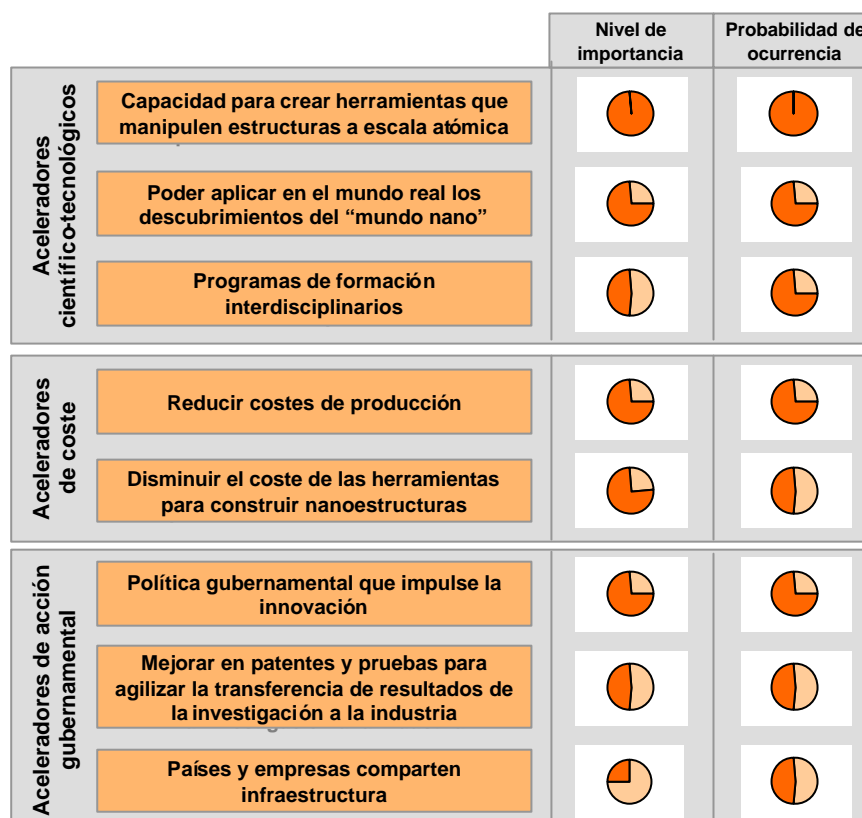 Nivel de
importancia
Probabilidad de
ocurrencia
Aceleradores
científico-tecnológicos
Capacidad para crear herramientas que
manipulen estructuras a escala atómica
Poder aplicar en el mundo real los
descubrimientos del “mundo nano”
Programas de formación
interdisciplinarios
Aceleradores
de coste
Reducir costes de producción
Disminuir el coste de las herramientas
para construir nanoestructuras
Aceleradores de acción
gubernamental
Política gubernamental que impulse la
innovación
Mejorar en patentes y pruebas para
agilizar la transferencia de resultados de
la investigación a la industria
Países y empresas comparten
infraestructura